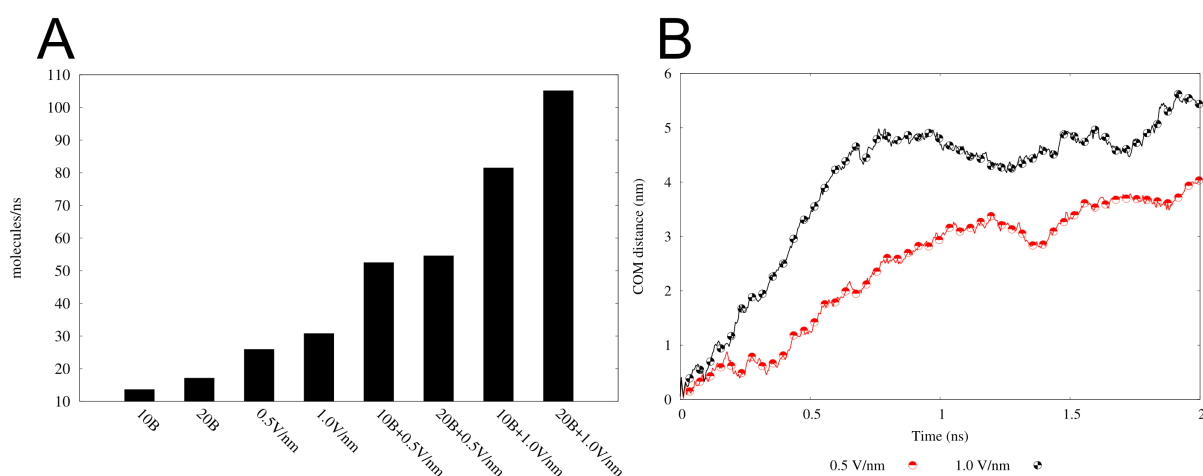 A
molecules/ns
110
100
90
80
70
60
50
40
30
20
10
10B
20B
0.5V/nm
1.0V/nm
10B+0.5V/nm
20B+0.5V/nm
10B+1.0V/nm
20B+1.0V/nm
B
COM distance (nm)
6
5
4
3
2
1
0
0
0.5
1
1.5
2
Time (ns)
0.5 V/nm
1.0 V/nm